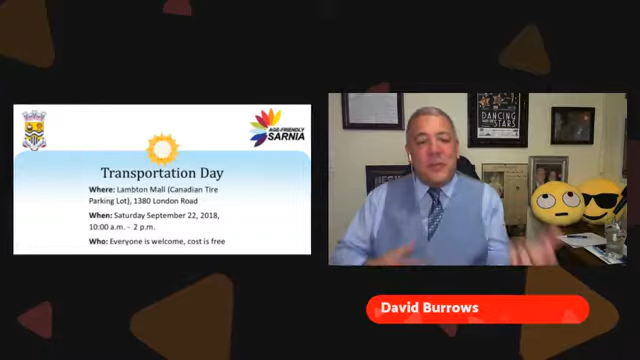 AGE-FRIENDLY
SARNIA
Transportation Day
Where: Lambton Mall (Canadian Tire
Parking Lot), 1380 London Road
When: Saturday September 22, 2018,
10:00 a.m. - 2 p.m.
Who: Everyone is welcome, cost is free
DANCING
STARS
David Burrows